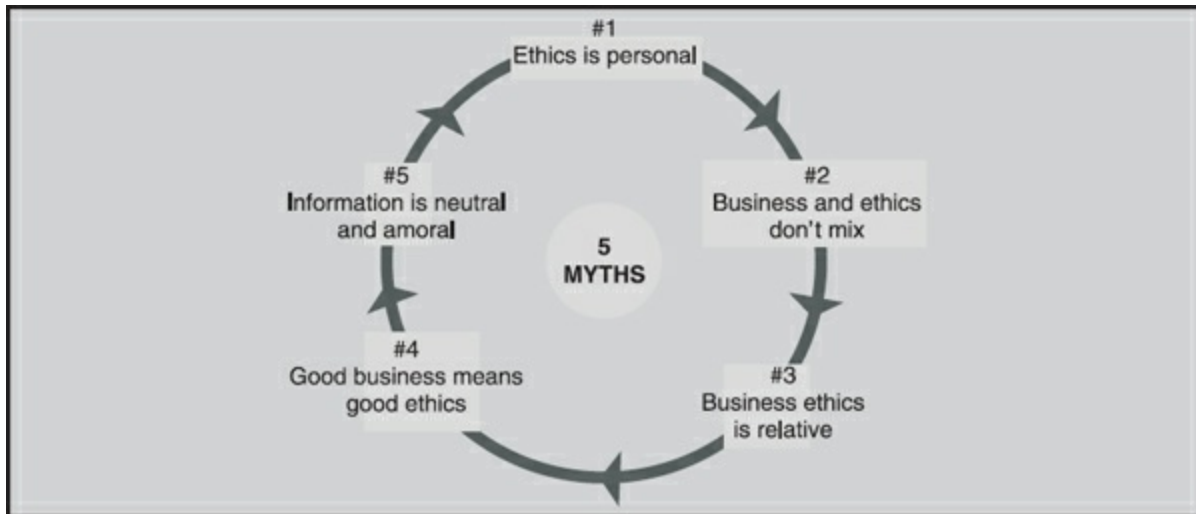 #1
Ethics is personal
#2
Business and ethics
don't mix
#3
Business ethics
is relative
#4
Good business means
good ethics
#5
Information is neutral
and amoral
5
MYTHS